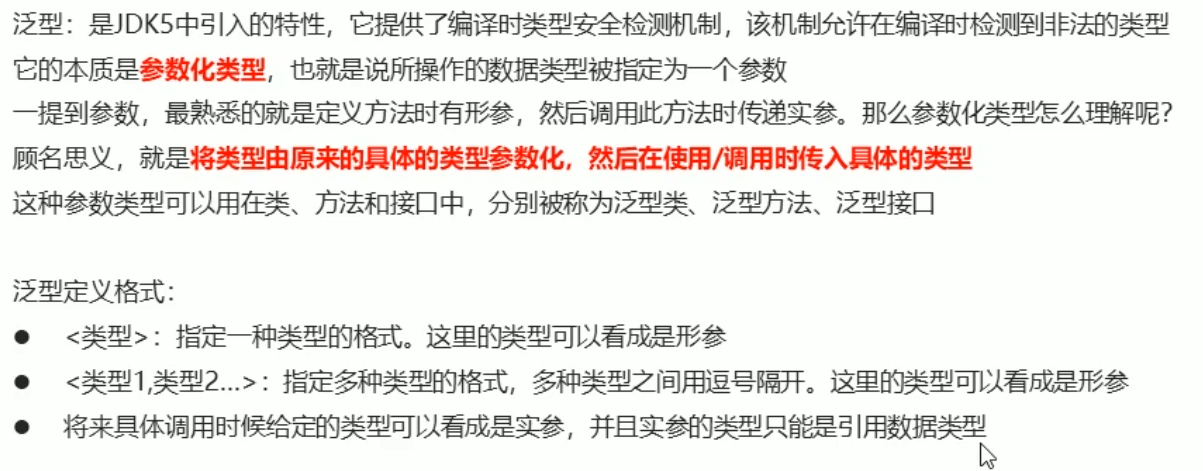 泛型：是JDK5中引入的特性，它提供了编译时类型安全检测机制，该机制允许在编译时检测到非法的类型
它的本质是参数化类型，也就是说所操作的数据类型被指定为一个参数
一提到参数，最熟悉的就是定义方法时有形参，然后调用此方法时传递实参。那么参数化类型怎么理解呢？
顾名思义，就是将类型由原来的具体的类型参数化，然后在使用/调用时传入具体的类型
这种参数类型可以用在类、方法和接口中，分别被称为泛型类、泛型方法、泛型接口
泛型定义格式：
● <类型>：指定一种类型的格式。这里的类型可以看成是形参
● <类型1,类型2…>：指定多种类型的格式，多种类型之间用逗号隔开。这里的类型可以看成是形参
● 将来具体调用时候给定的类型可以看成是实参，并且实参的类型只能是引用数据类型